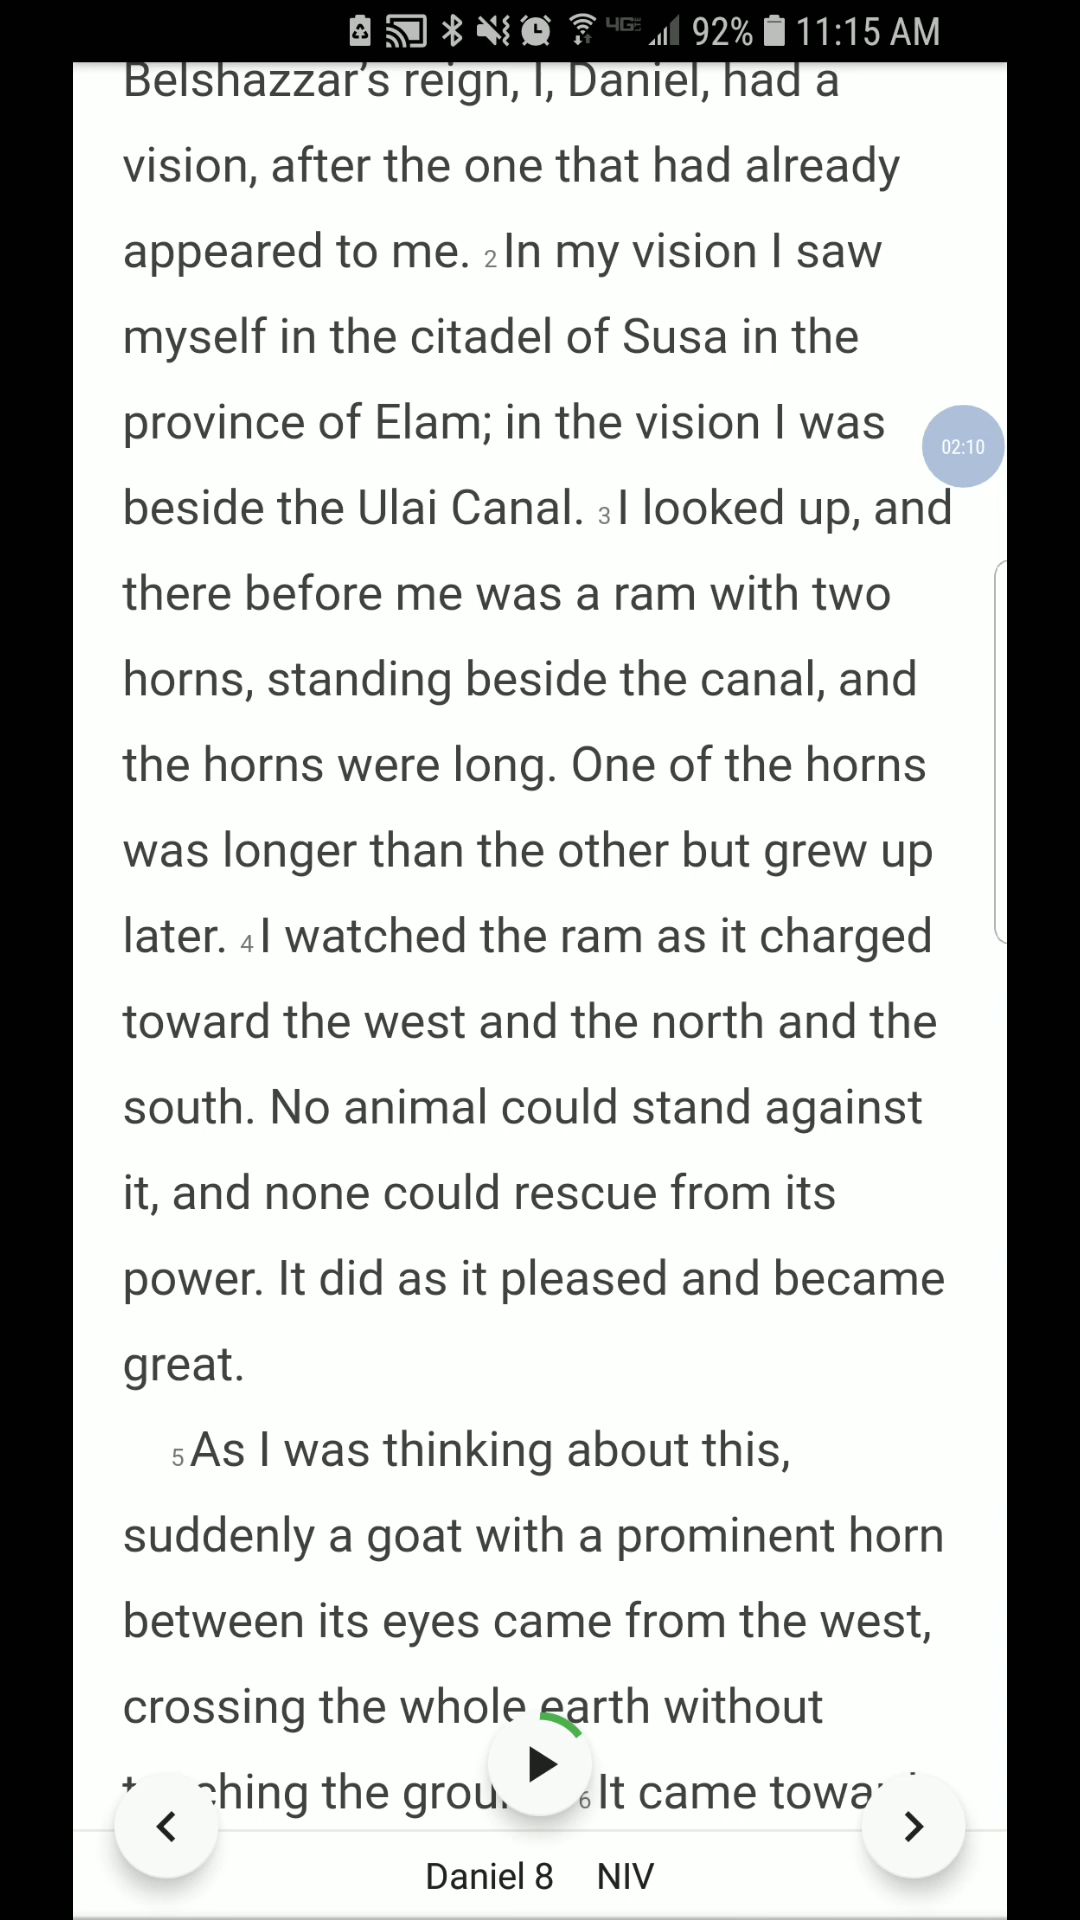 4G 92% 11:15 AM
Belshazzar's reign, I, Daniel, had a
vision, after the one that had already
appeared to me. 2 In my vision I saw
myself in the citadel of Susa in the
province of Elam; in the vision I was
02:10
beside the Ulai Canal. 3 I looked up, and
there before me was a ram with two
horns, standing beside the canal, and
the horns were long. One of the horns
was longer than the other but grew up
later. 4 I watched the ram as it charged
toward the west and the north and the
south. No animal could stand against
it, and none could rescue from its
power. It did as it pleased and became
great.
5 As I was thinking about this,
suddenly a goat with a prominent horn
between its eyes came from the west,
crossing the whole earth without
ching the grou 6 It came towa
Daniel 8 NIV